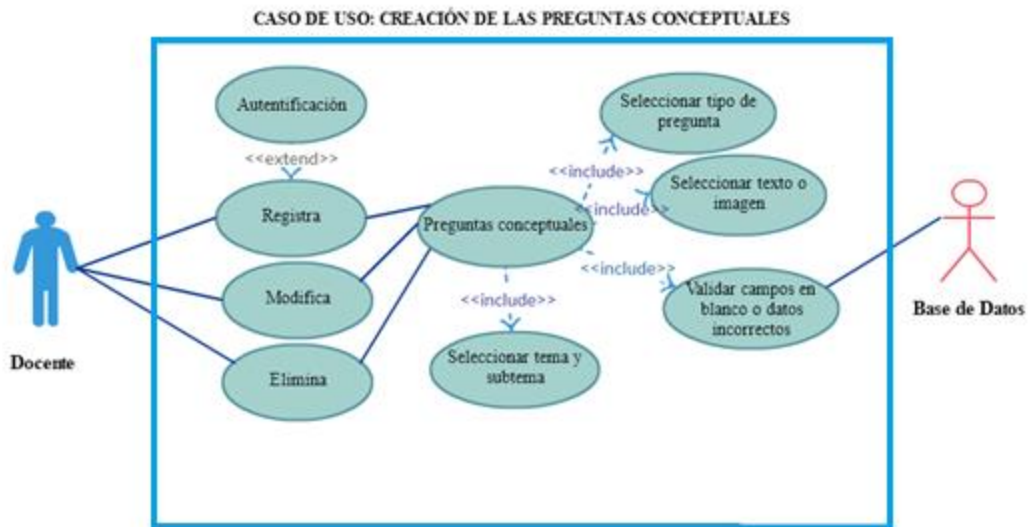 CASO DE USO: CREACIÓN DE LAS PREGUNTAS CONCEPTUALES
Autentificación
<<extend>>
Registra
Modifica
Elimina
Docente
Preguntas conceptuales
<<include>>
Seleccionar tipo de
pregunta
<<include>>
Seleccionar texto o
imagen
<<include>>
Validar campos en
blanco o datos
incorrectos
<<include>>
Seleccionar tema y
subtema
Base de Datos